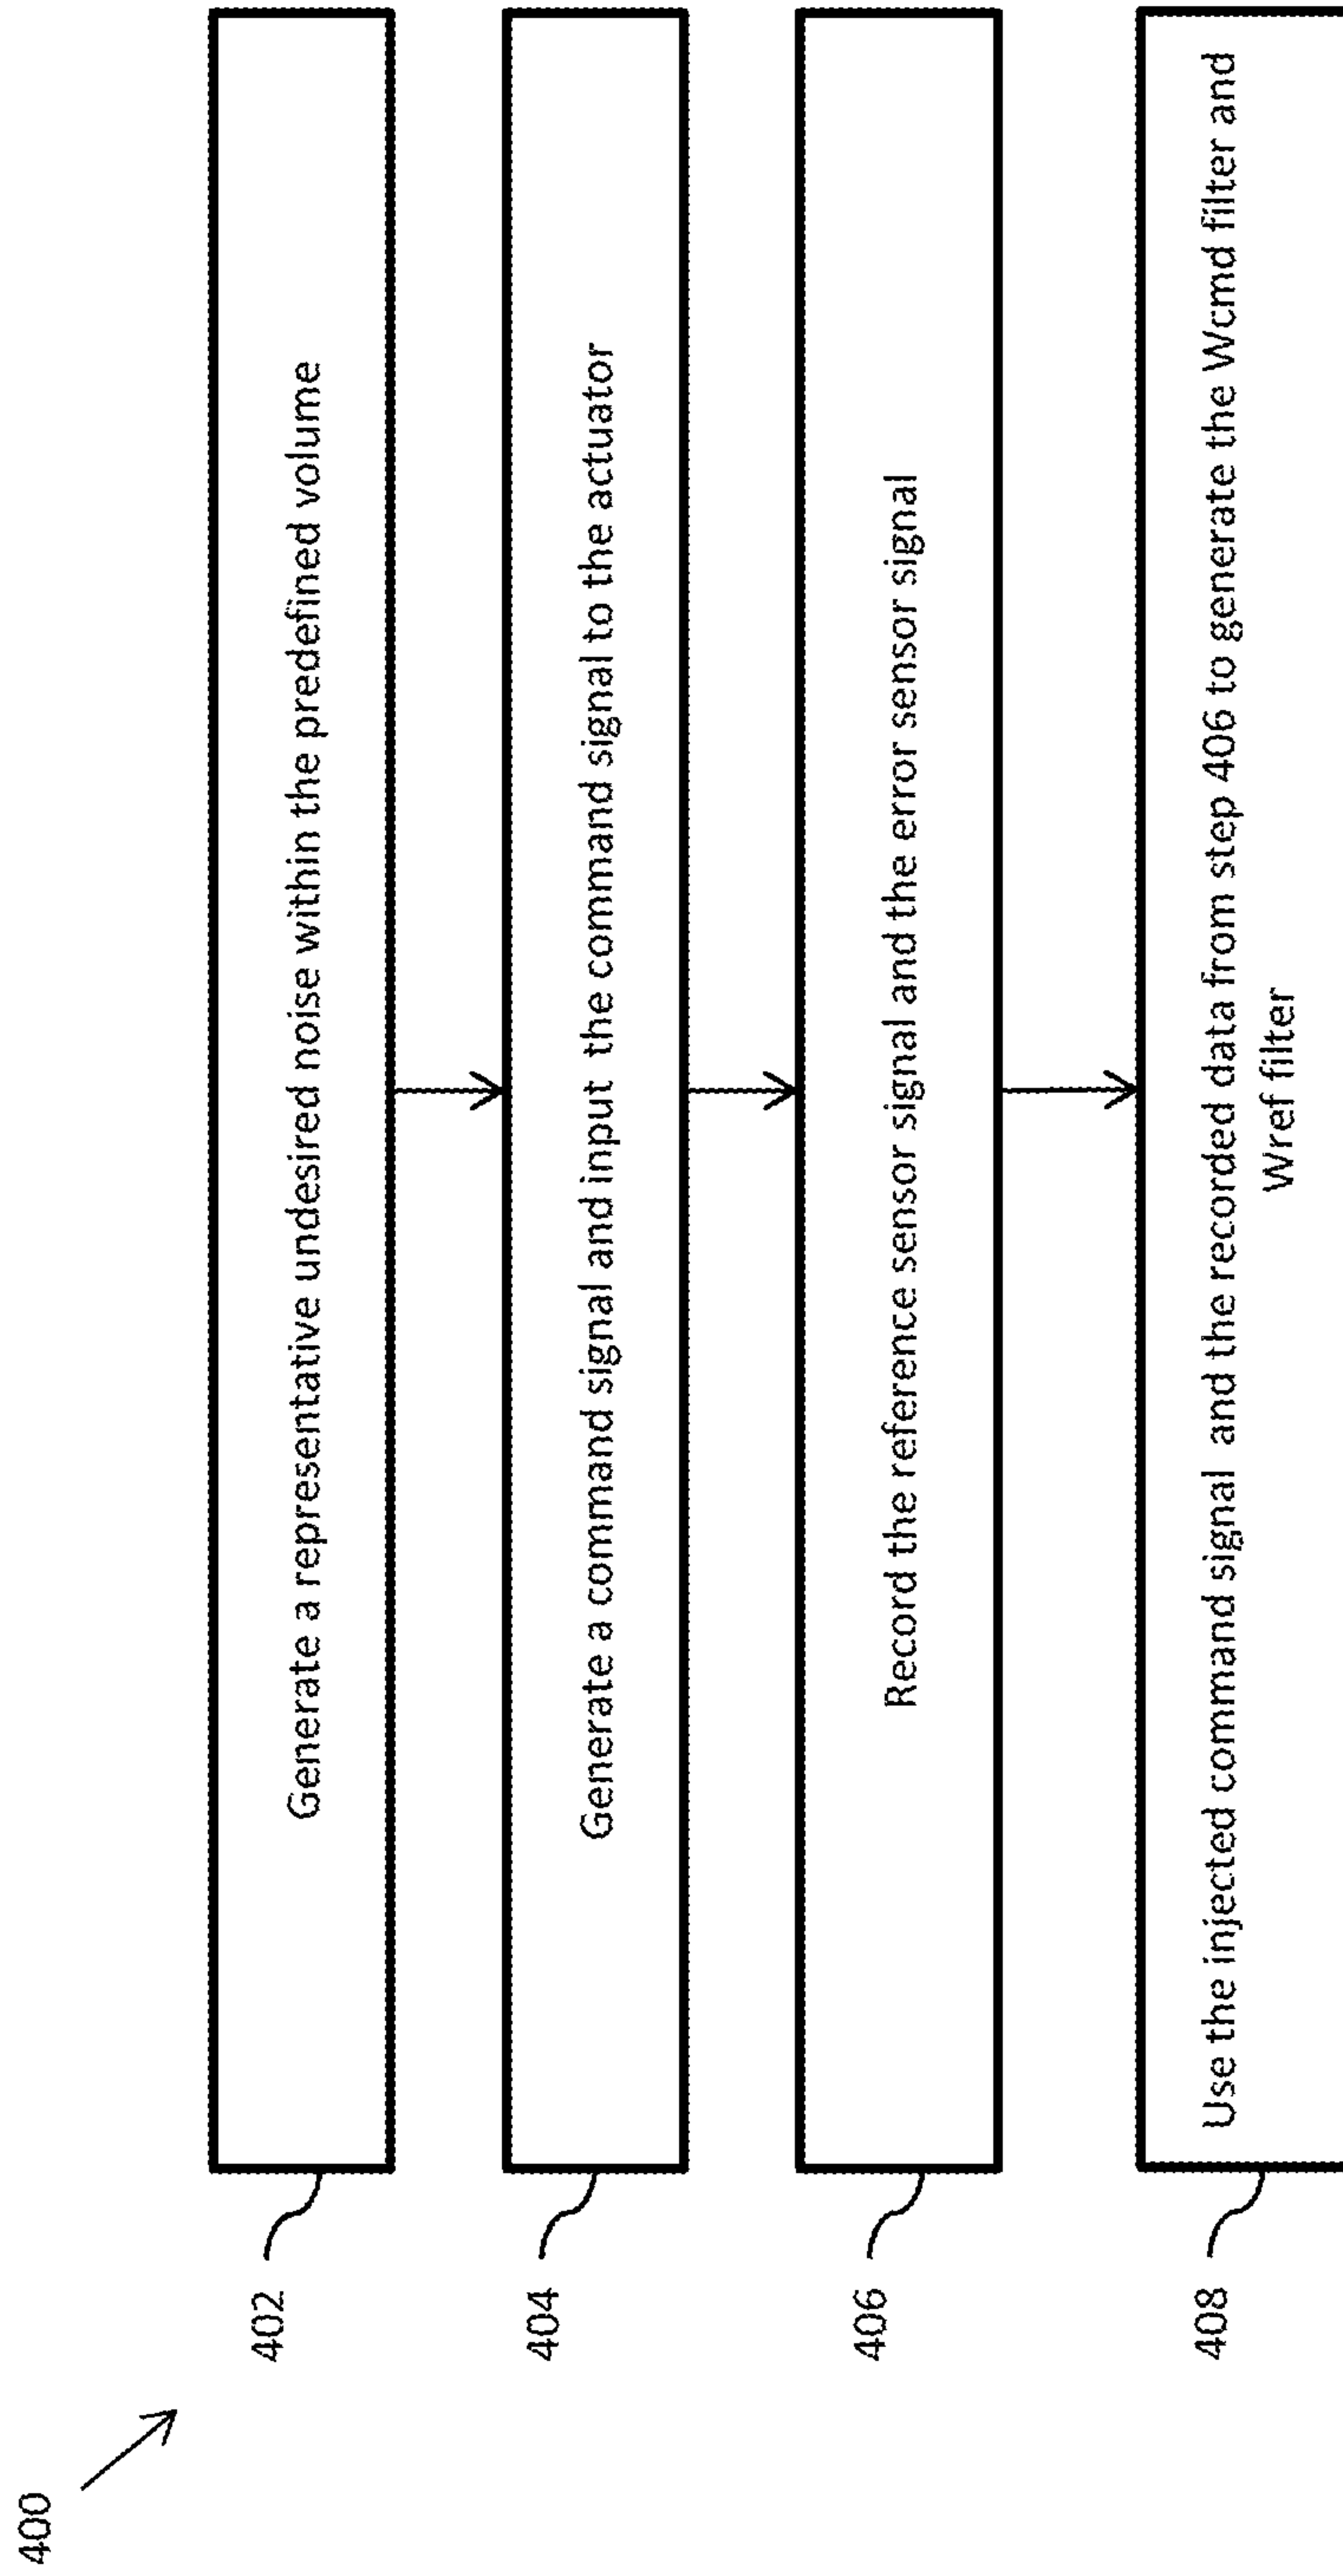 400
402
Generate a representative undesired noise within the predefined volume
404
Generate a command signal and input the command signal to the actuator
406
Record the reference sensor signal and the error sensor signal
408
Use the injected command signal and the recorded data from step 406 to generate the Wcmd filter and
Wref filter